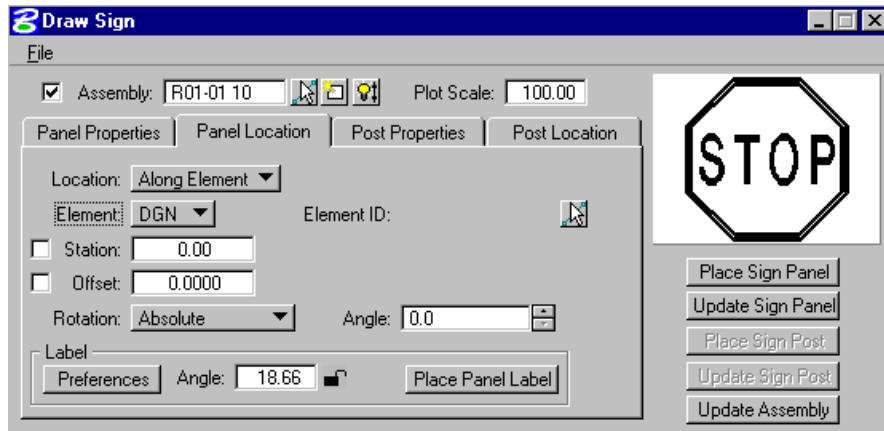 Draw Sign
File
Assembly: R01-01 10 Plot Scale: 100.00
Panel Properties Panel Location Post Properties Post Location
Location: Along Element
Element: DGN Element ID:
Station: 0.00
Offset: 0.0000
Rotation: Absolute Angle: 0.0
Label
Preferences Angle: 18.66 Place Panel Label
STOP
Place Sign Panel
Update Sign Panel
Place Sign Post
Update Sign Post
Update Assembly